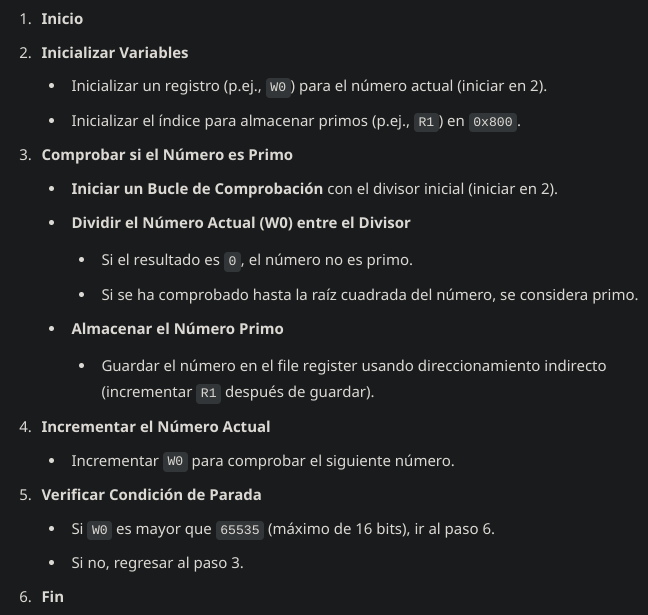 1. Inicio
2. Inicializar Variables
• Inicializar un registro (p.ej., W0) para el número actual (iniciar en 2).
• Inicializar el índice para almacenar primos (p.ej., R1) en 0x800.
3. Comprobar si el Número es Primo
• Iniciar un Bucle de Comprobación con el divisor inicial (iniciar en 2).
• Dividir el Número Actual (W0) entre el Divisor
• Si el resultado es 0, el número no es primo.
• Si se ha comprobado hasta la raíz cuadrada del número, se considera primo.
• Almacenar el Número Primo
• Guardar el número en el file register usando direccionamiento indirecto
(incrementar R1 después de guardar).
4. Incrementar el Número Actual
• Incrementar W0 para comprobar el siguiente número.
5. Verificar Condición de Parada
• Si W0 es mayor que 65535 (máximo de 16 bits), ir al paso 6.
• Si no, regresar al paso 3.
6. Fin